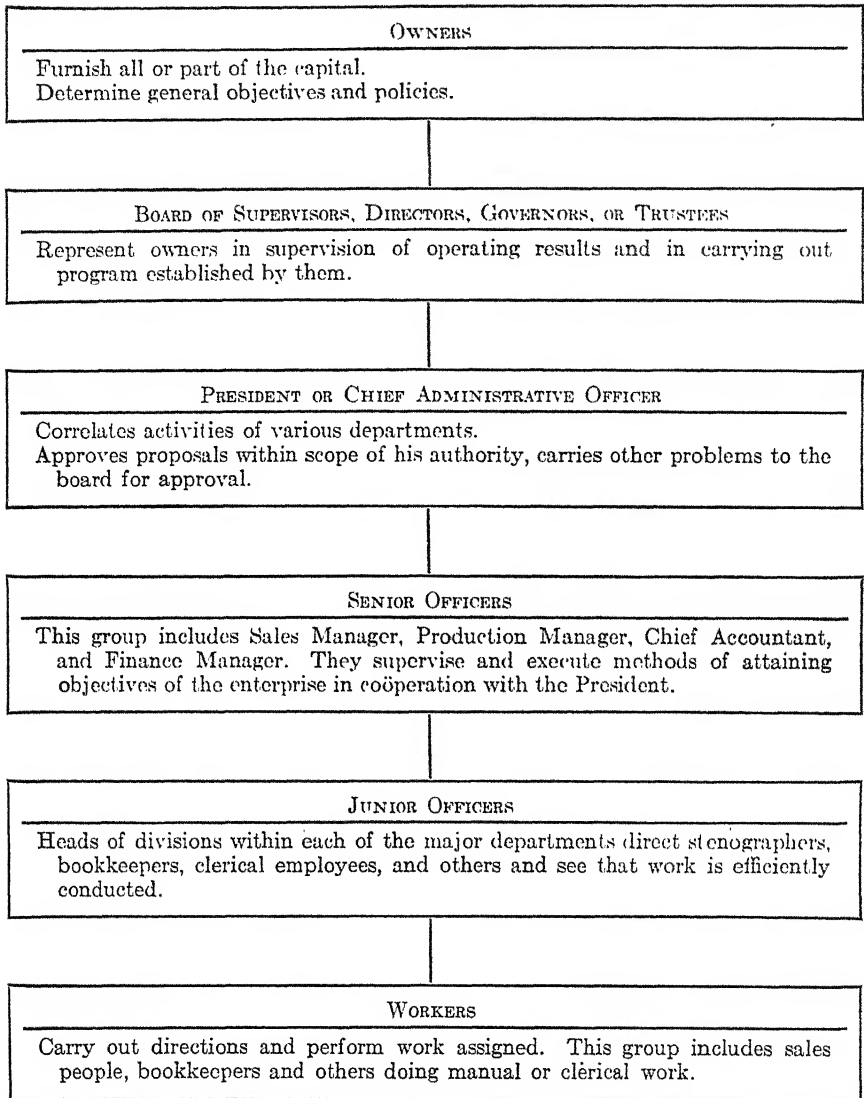 OWNERS
Furnish all or part of the capital.
Determine general objectives and policies.
BOARD OF SUPERVISORS, DIRECTORS, GOVERNORS, OR TRUSTEES
Represent owners in supervision of operating results and in carrying out
program established by them.
PRESIDENT OR CHIEF ADMINISTRATIVE OFFICER
Correlates activities of various departments.
Approves proposals within scope of his authority, carries other problems to the
board for approval.
SENIOR OFFICERS
This group includes Sales Manager, Production Manager, Chief Accountant,
and Finance Manager. They supervise and execute methods of attaining
objectives of the enterprise in coöperation with the President.
JUNIOR OFFICERS
Heads of divisions within each of the major departments direct stenographers,
bookkeepers, clerical employees, and others and see that work is efficiently
conducted.
WORKERS
Carry out directions and perform work assigned. This group includes sales
people, bookkeepers and others doing manual or clerical work.